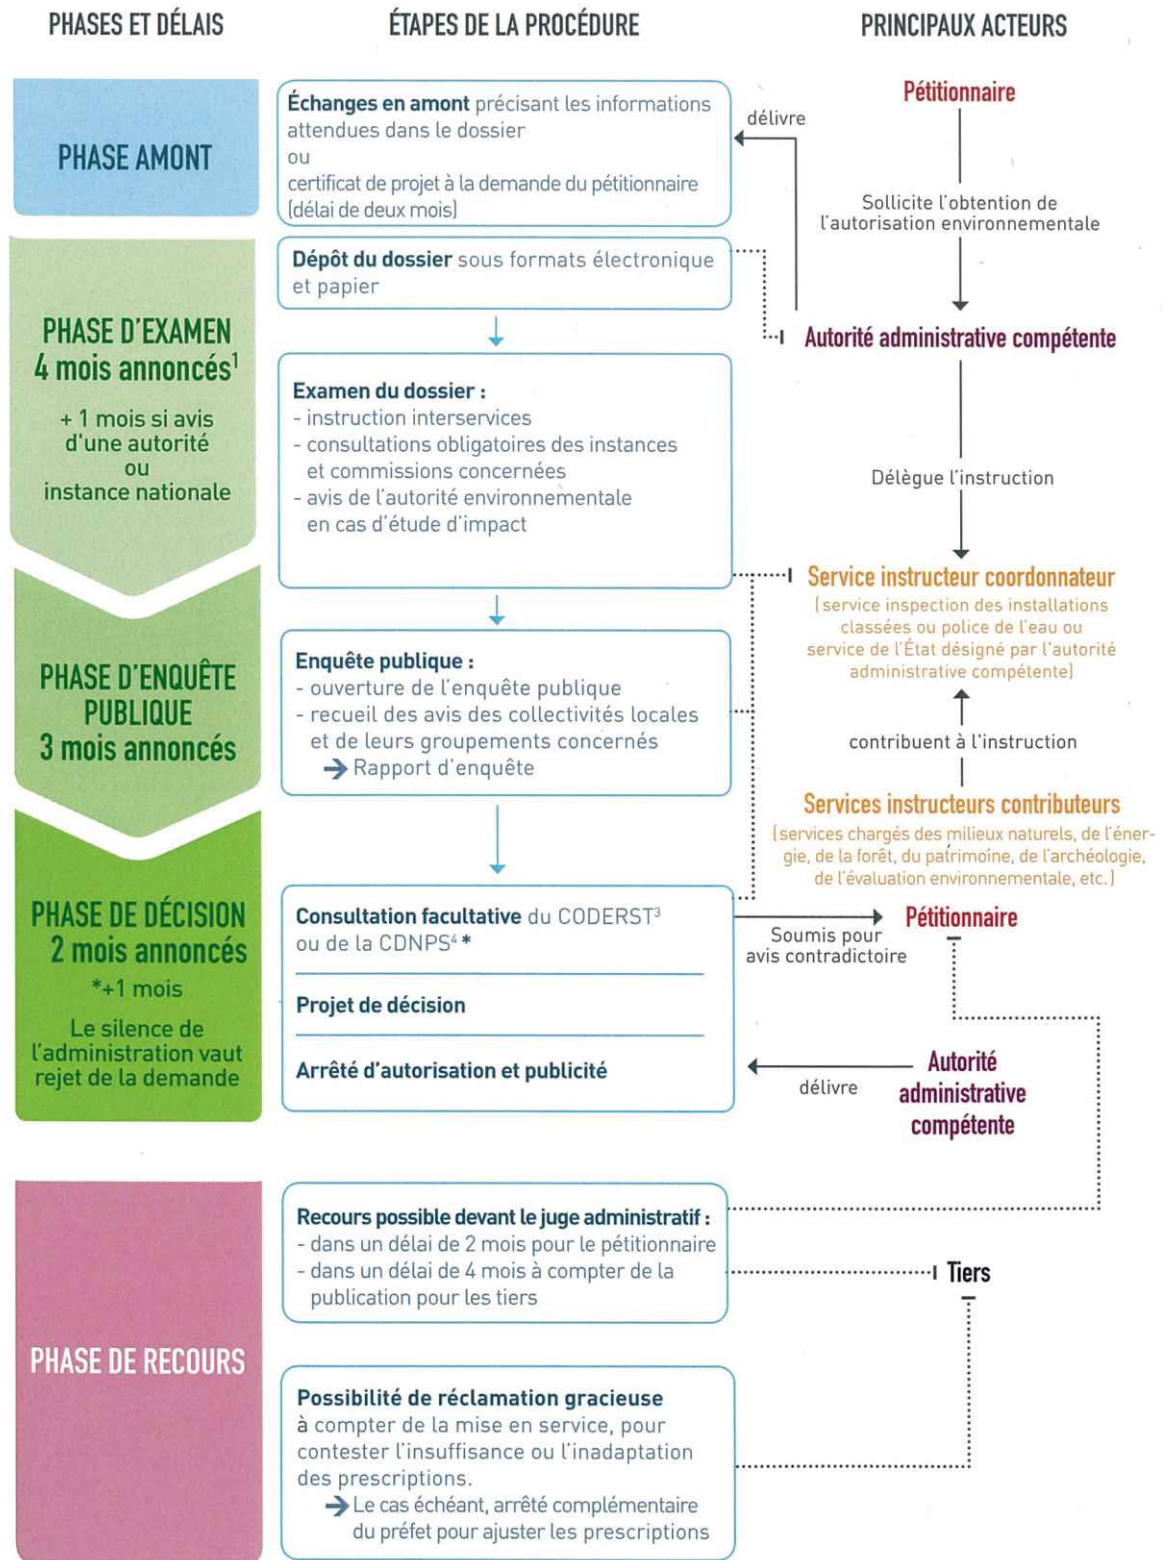 PHASES ET DÉLAIS
ÉTAPES DE LA PROCÉDURE
PRINCIPAUX ACTEURS
PHASE AMONT
Échanges en amont précisant les informations
attendues dans le dossier
ou
certificat de projet à la demande du pétitionnaire
(délai de deux mois)
délivre
Pétitionnaire
Sollicite l'obtention de
l'autorisation environnementale
PHASE D'EXAMEN
4 mois annoncés¹
+ 1 mois si avis
d'une autorité
ou
instance nationale
Dépôt du dossier sous formats électronique
et papier
Autorité administrative compétente
Examen du dossier :
- instruction interservices
- consultations obligatoires des instances
et commissions concernées
- avis de l'autorité environnementale
en cas d'étude d'impact
Délègue l'instruction
Service instructeur coordonnateur
(service inspection des installations
classées ou police de l'eau ou
service de l'État désigné par l'autorité
administrative compétente)
PHASE D'ENQUÊTE
PUBLIQUE
3 mois annoncés
Enquête publique :
- ouverture de l'enquête publique
- recueil des avis des collectivités locales
et de leurs groupements concernés
→ Rapport d'enquête
contribuent à l'instruction
Services instructeurs contributeurs
(services chargés des milieux naturels, de l'éner-
gie, de la forêt, du patrimoine, de l'archéologie,
de l'évaluation environnementale, etc.)
PHASE DE DÉCISION
2 mois annoncés
*+1 mois
Le silence de
l'administration vaut
rejet de la demande
Consultation facultative du CODERST³
ou de la CDNPS⁴ *
Projet de décision
Arrêté d'autorisation et publicité
Soumis pour
avis contradictoire
Pétitionnaire
délivre
Autorité
administrative
compétente
PHASE DE RECOURS
Recours possible devant le juge administratif :
- dans un délai de 2 mois pour le pétitionnaire
- dans un délai de 4 mois à compter de la
publication pour les tiers
Tiers
Possibilité de réclamation gracieuse
à compter de la mise en service, pour
contester l'insuffisance ou l'inadaptation
des prescriptions.
→ Le cas échéant, arrêté complémentaire
du préfet pour ajuster les prescriptions